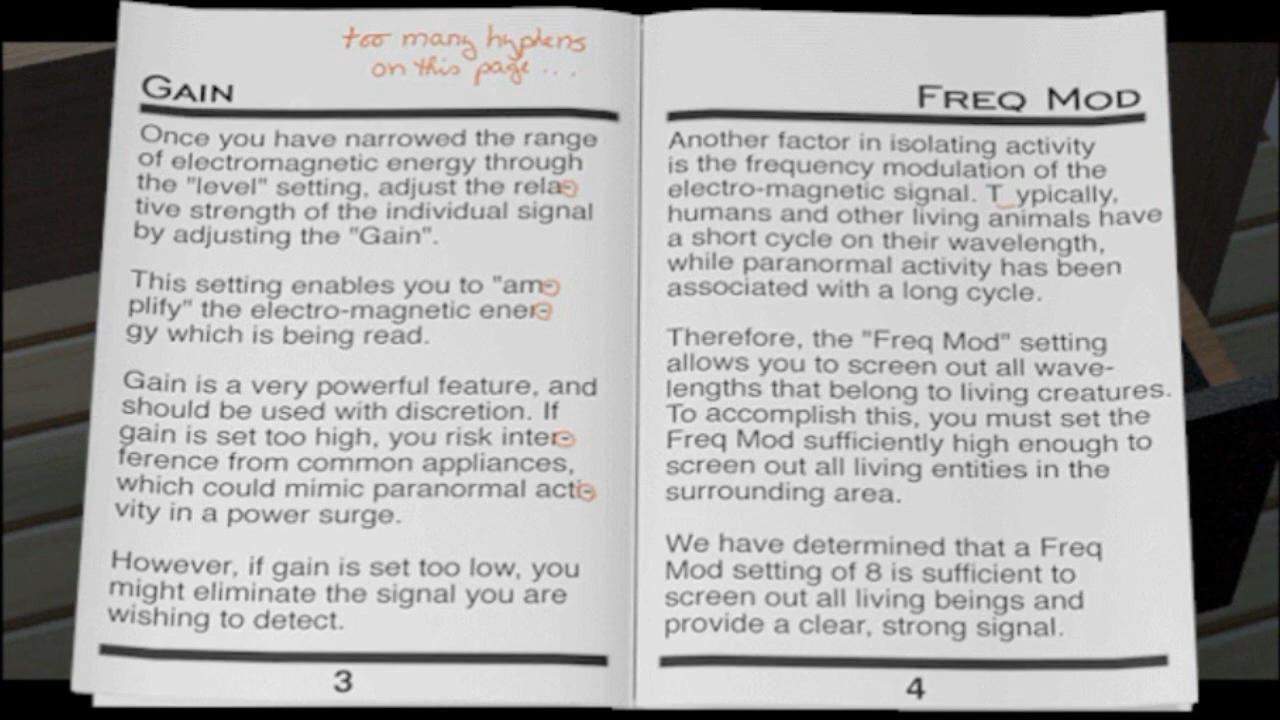 too many hyphens
on this page...
GAIN
Once you have narrowed the range
of electromagnetic energy through
the "level" setting, adjust the rela-
tive strength of the individual signal
by adjusting the "Gain".
This setting enables you to "am-
plify" the electro-magnetic ener-
gy which is being read.
Gain is a very powerful feature, and
should be used with discretion. If
gain is set too high, you risk inter-
ference from common appliances,
which could mimic paranormal acti-
vity in a power surge.
However, if gain is set too low, you
might eliminate the signal you are
wishing to detect.
3
FREQ MOD
Another factor in isolating activity
is the frequency modulation of the
electro-magnetic signal. T ypically,
humans and other living animals have
a short cycle on their wavelength,
while paranormal activity has been
associated with a long cycle.
Therefore, the "Freq Mod" setting
allows you to screen out all wave-
lengths that belong to living creatures.
To accomplish this, you must set the
Freq Mod sufficiently high enough to
screen out all living entities in the
surrounding area.
We have determined that a Freq
Mod setting of 8 is sufficient to
screen out all living beings and
provide a clear, strong signal.
4